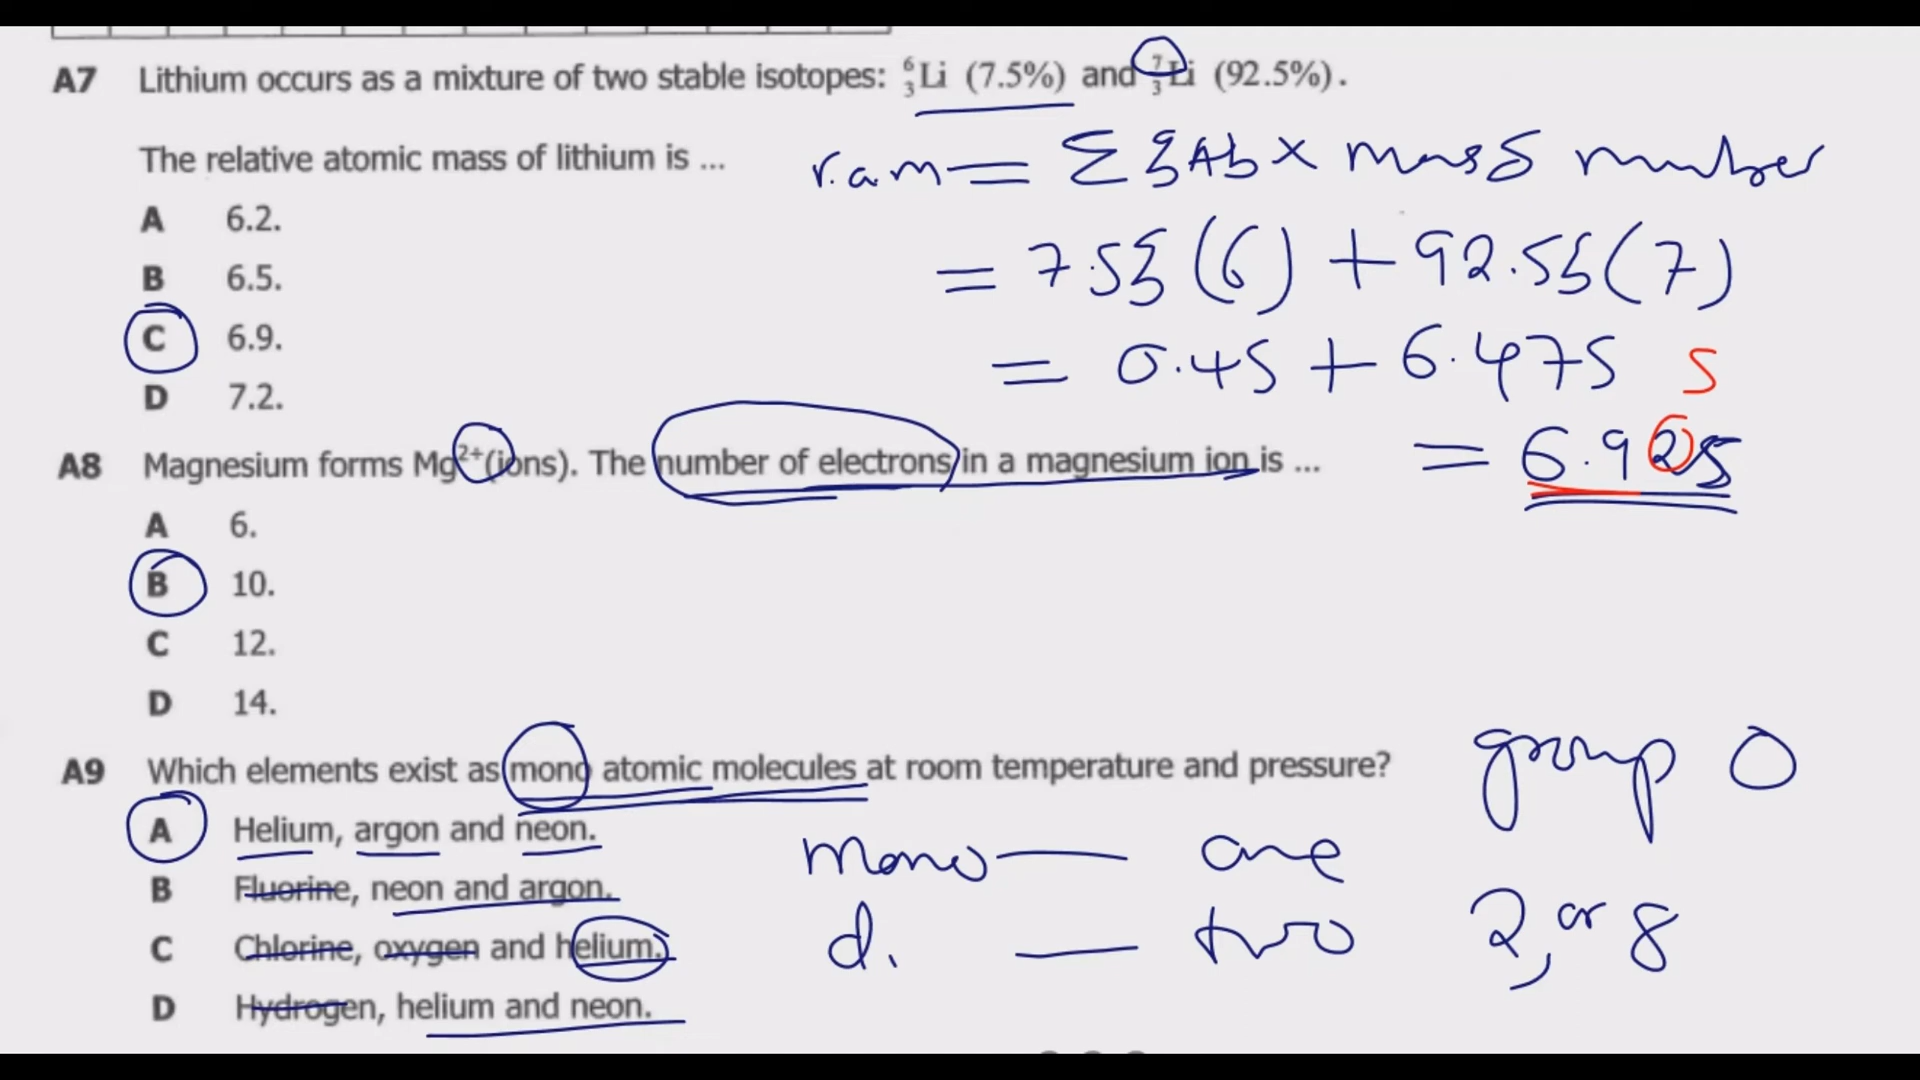 A7 Lithium occurs as a mixture of two stable isotopes: ⁶₃Li (7.5%) and ⁷₃Li (92.5%).
The relative atomic mass of lithium is ...
r.a.m = Σ %Ab × mass number
A 6.2.
= 7.5% (6) + 92.5% (7)
B 6.5.
C 6.9.
= 0.45 + 6.475 5
D 7.2.
= 6.925
A8 Magnesium forms Mg²⁺(ions). The number of electrons in a magnesium ion is ...
A 6.
B 10.
C 12.
D 14.
group 0
A9 Which elements exist as mono atomic molecules at room temperature and pressure?
A Helium, argon and neon.
mono — one
B Fluorine, neon and argon.
C Chlorine, oxygen and helium.
di — two 2, or 8
D Hydrogen, helium and neon.